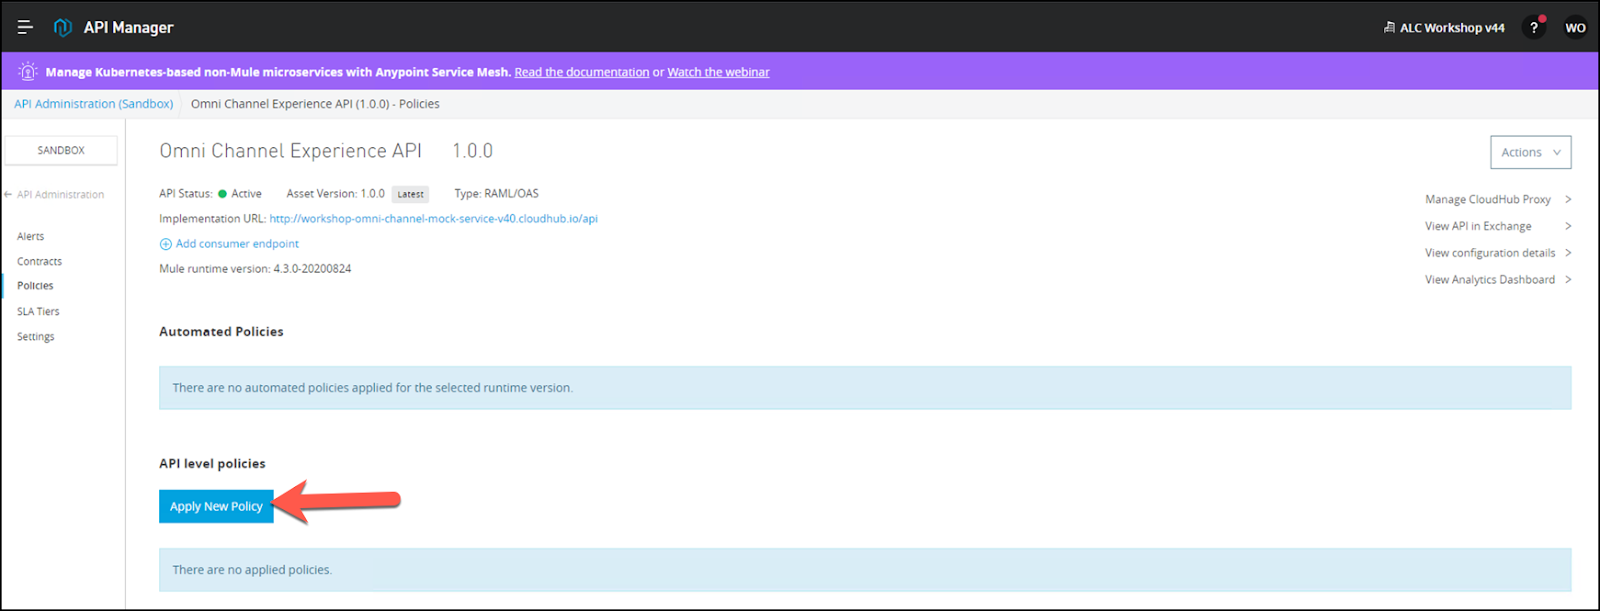 API Manager
ALC Workshop v44
?
WO
Manage Kubernetes-based non-Mule microservices with Anypoint Service Mesh. Read the documentation or Watch the webinar
API Administration (Sandbox)
Omni Channel Experience API (1.0.0) - Policies
SANDBOX
← API Administration
Alerts
Contracts
Policies
SLA Tiers
Settings
Omni Channel Experience API 1.0.0
Actions
API Status: Active Asset Version: 1.0.0 Latest Type: RAML/OAS
Implementation URL: http://workshop-omni-channel-mock-service-v40.cloudhub.io/api
Add consumer endpoint
Mule runtime version: 4.3.0-20200824
Manage CloudHub Proxy >
View API in Exchange >
View configuration details >
View Analytics Dashboard >
Automated Policies
There are no automated policies applied for the selected runtime version.
API level policies
Apply New Policy
There are no applied policies.